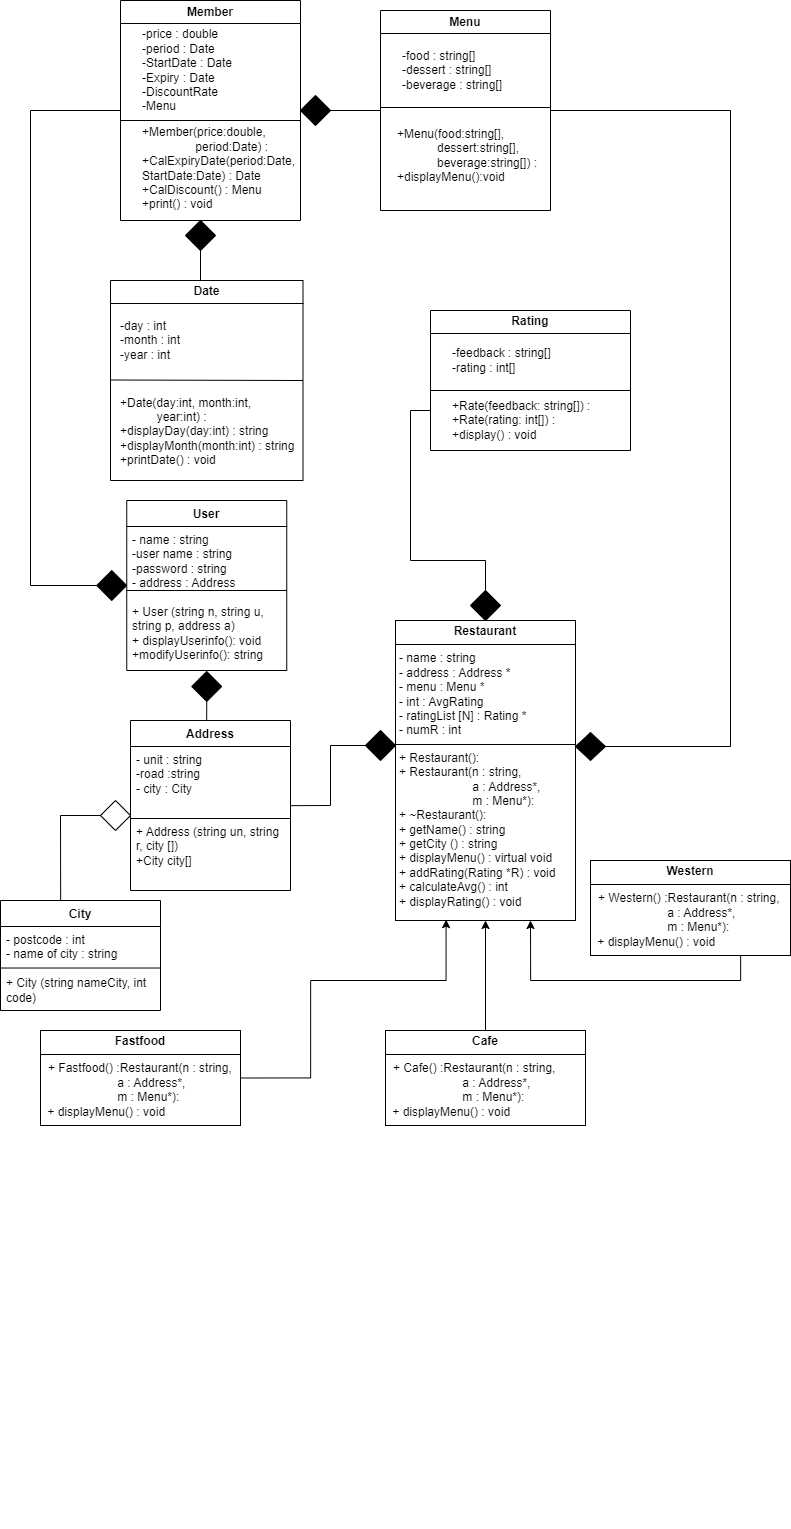 Member
-price : double
-period : Date
-StartDate : Date
-Expiry : Date
-DiscountRate
-Menu
+Member(price:double,
period:Date) :
+CalExpiryDate(period:Date,
StartDate:Date) : Date
+CalDiscount() : Menu
+print() : void
Menu
-food : string[]
-dessert : string[]
-beverage : string[]
+Menu(food:string[],
dessert:string[],
beverage:string[]) :
+displayMenu():void
Date
-day : int
-month : int
-year : int
+Date(day:int, month:int,
year:int) :
+displayDay(day:int) : string
+displayMonth(month:int) : string
+printDate() : void
Rating
-feedback : string[]
-rating : int[]
+Rate(feedback: string[]) :
+Rate(rating: int[]) :
+display() : void
User
- name : string
-user name : string
-password : string
- address : Address
+ User (string n, string u,
string p, address a)
+ displayUserinfo(): void
+modifyUserinfo(): string
Restaurant
- name : string
- address : Address *
- menu : Menu *
- int : AvgRating
- ratingList [N] : Rating *
- numR : int
+ Restaurant():
+ Restaurant(n : string,
a : Address*,
m : Menu*):
+ ~Restaurant():
+ getName() : string
+ getCity () : string
+ displayMenu() : virtual void
+ addRating(Rating *R) : void
+ calculateAvg() : int
+ displayRating() : void
Address
- unit : string
-road :string
- city : City
+ Address (string un, string
r, city [])
+City city[]
Western
+ Western() :Restaurant(n : string,
a : Address*,
m : Menu*):
+ displayMenu() : void
City
- postcode : int
- name of city : string
+ City (string nameCity, int
code)
Fastfood
+ Fastfood() :Restaurant(n : string,
a : Address*,
m : Menu*):
+ displayMenu() : void
Cafe
+ Cafe() :Restaurant(n : string,
a : Address*,
m : Menu*):
+ displayMenu() : void